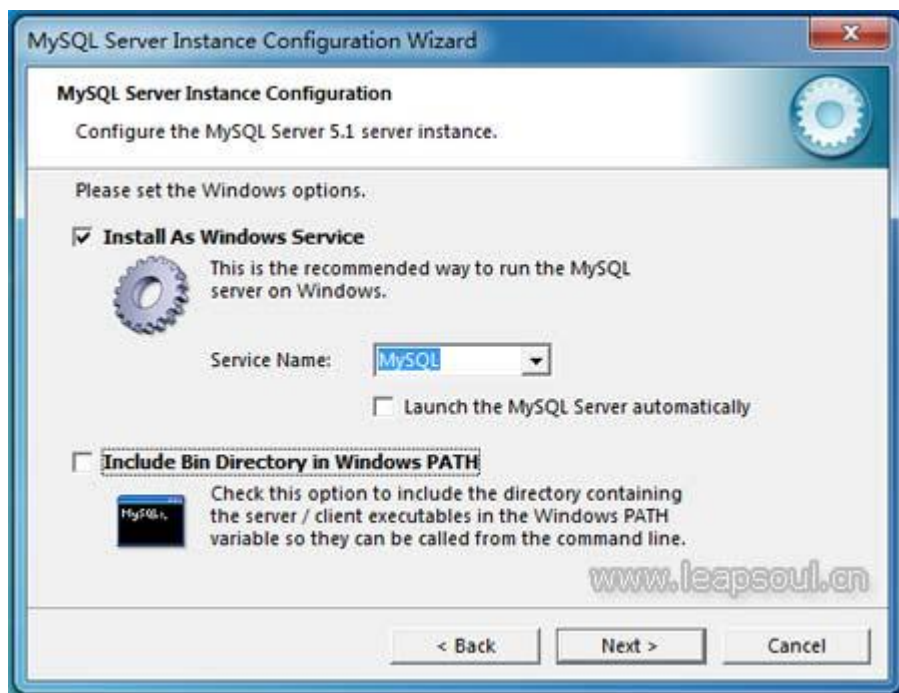 MySQL Server Instance Configuration Wizard
MySQL Server Instance Configuration
Configure the MySQL Server 5.1 server instance.
Please set the Windows options.
Install As Windows Service
This is the recommended way to run the MySQL
server on Windows.
Service Name: MySQL
Launch the MySQL Server automatically
Include Bin Directory in Windows PATH
Check this option to include the directory containing
the server / client executables in the Windows PATH
variable so they can be called from the command line.
MySQL>_
www.leapsoul.cn
< Back Next > Cancel